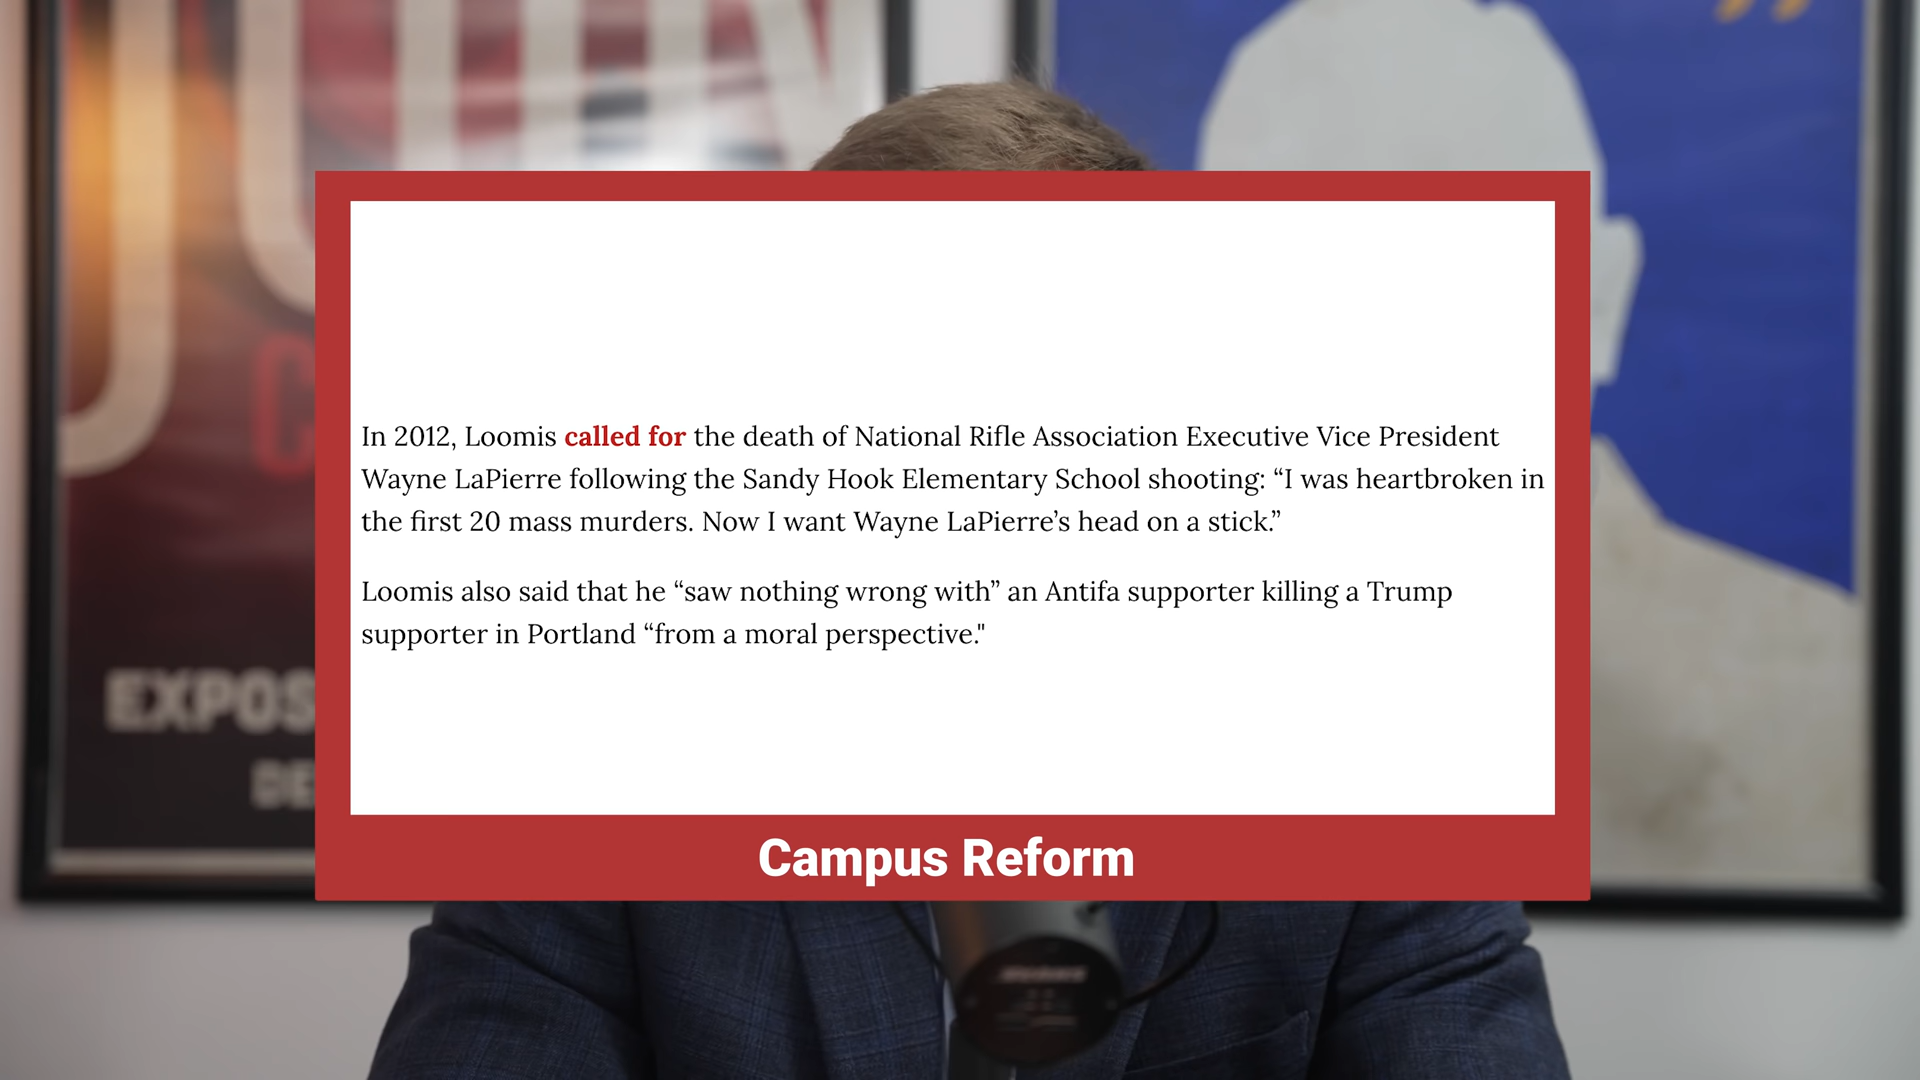 JUN
C
EXPOS
DE
In 2012, Loomis called for the death of National Rifle Association Executive Vice President
Wayne LaPierre following the Sandy Hook Elementary School shooting: “I was heartbroken in
the first 20 mass murders. Now I want Wayne LaPierre’s head on a stick.”
Loomis also said that he “saw nothing wrong with” an Antifa supporter killing a Trump
supporter in Portland “from a moral perspective."
Campus Reform